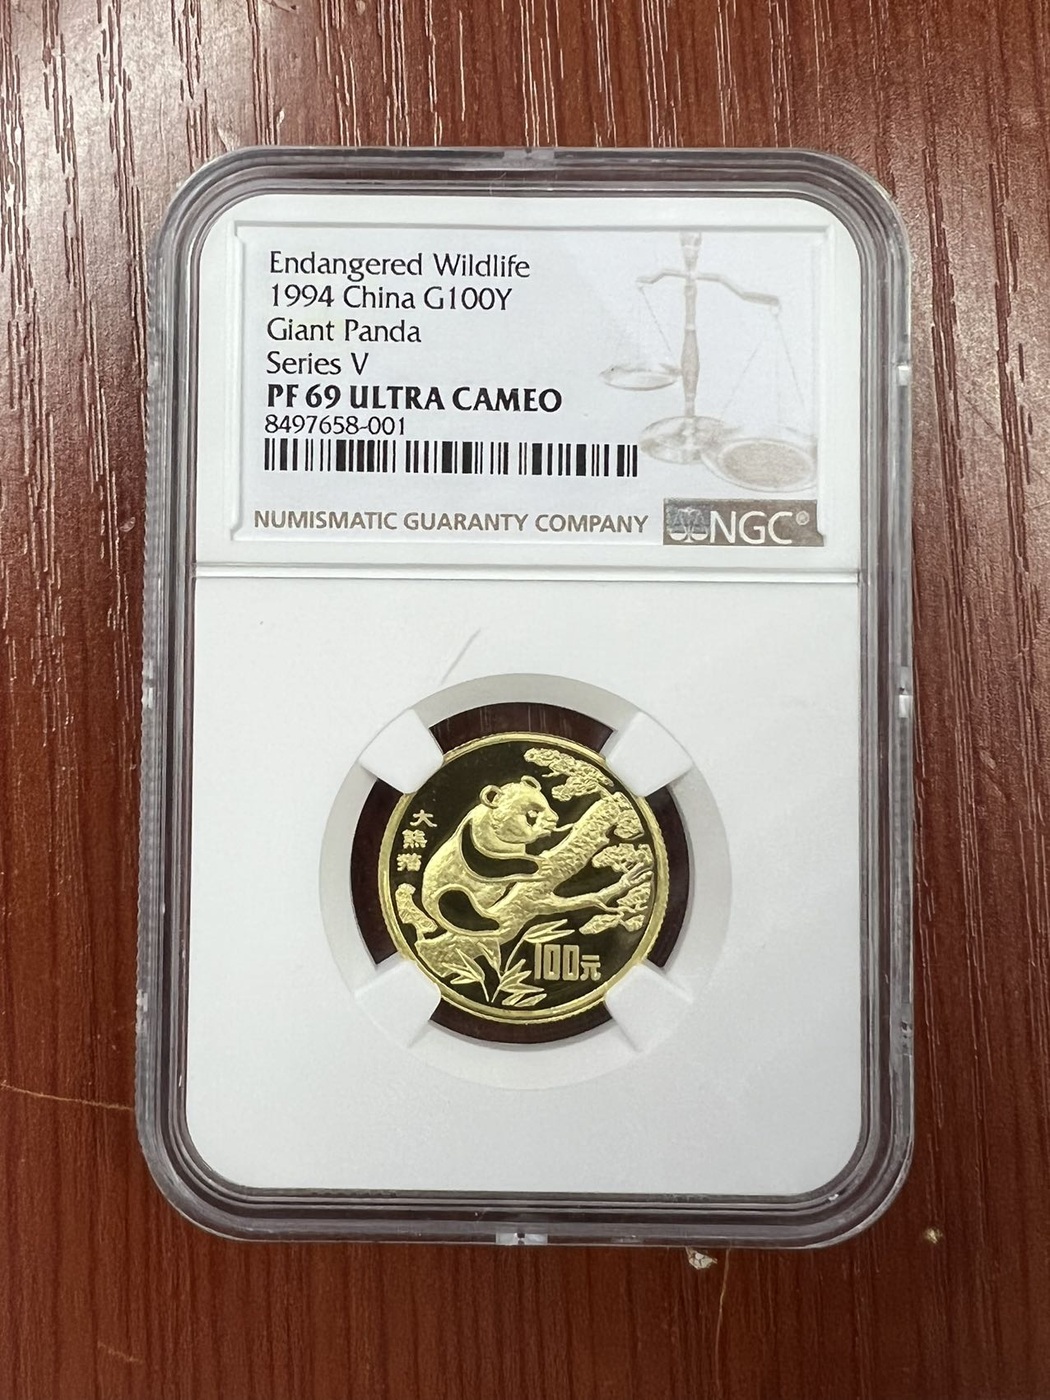 Endangered Wildlife
1994 China G100Y
Giant Panda
Series V
PF 69 ULTRA CAMEO
8497658-001
NUMISMATIC GUARANTY COMPANY
NGC®
大熊猫
100元